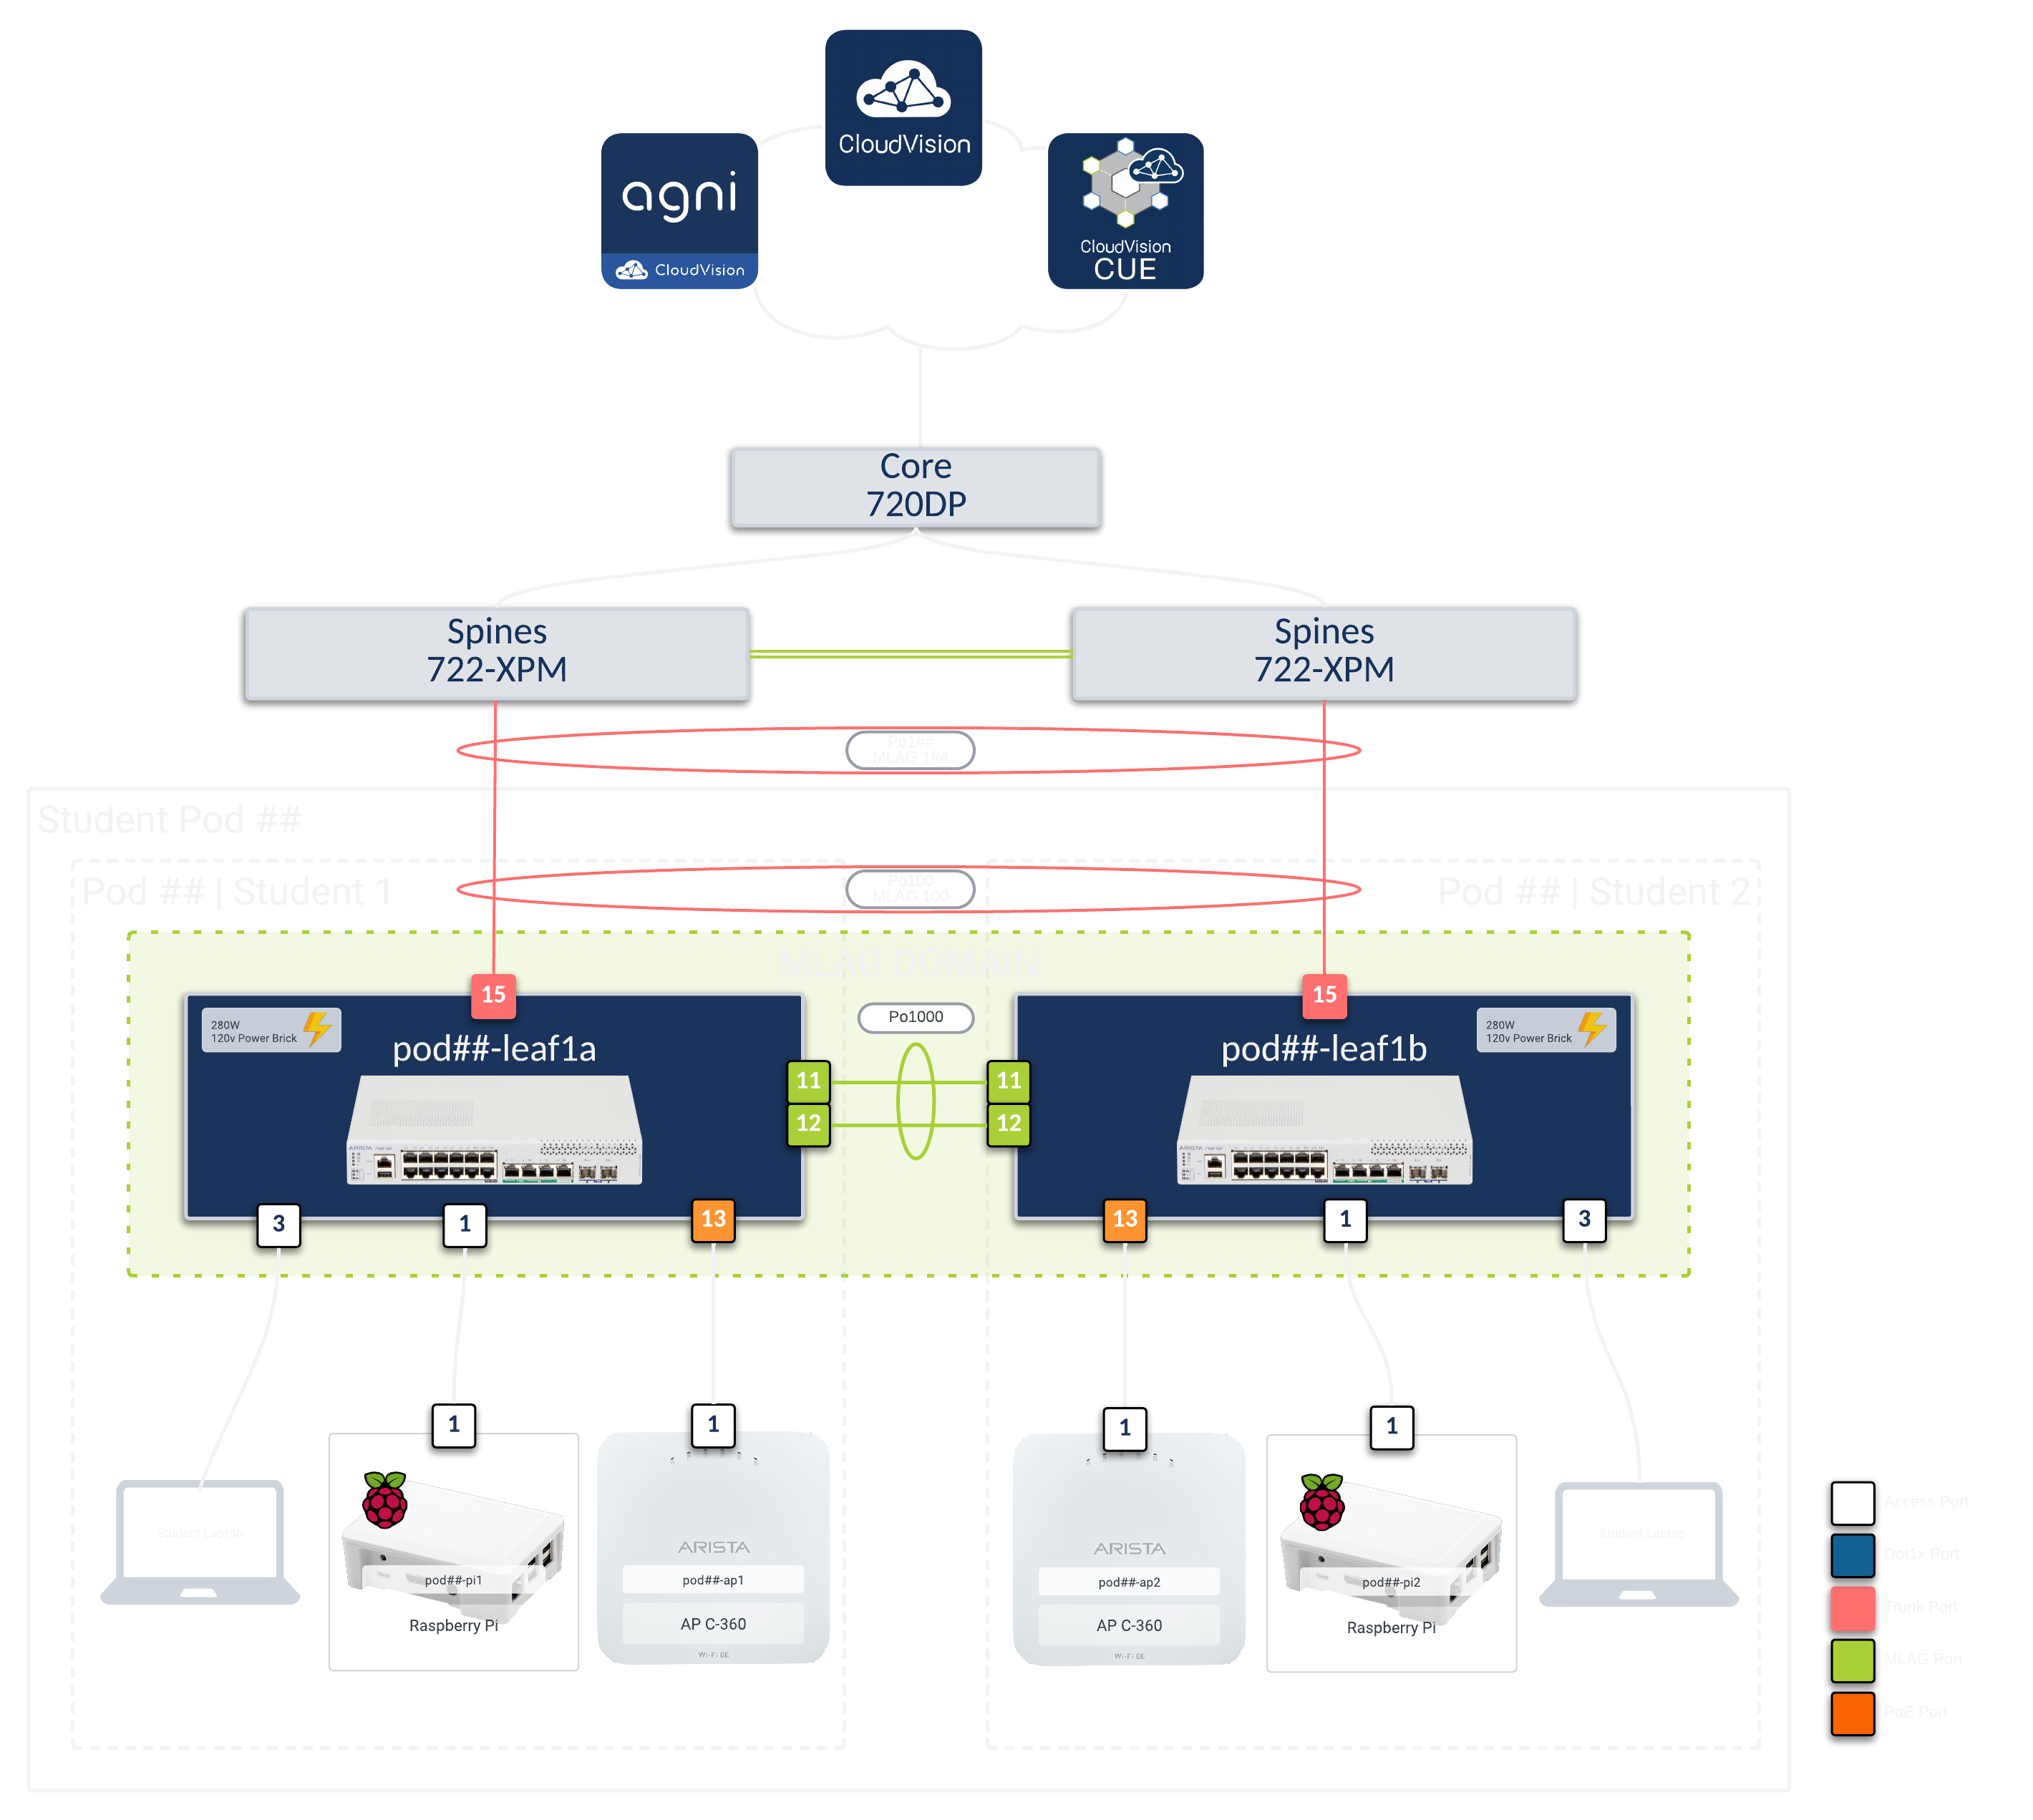 CloudVision
agni
CloudVision
CloudVision
CUE
Core
720DP
Spines
722-XPM
Spines
722-XPM
Po1##
MLAG 1##
Student Pod ##
Pod ## | Student 1
Po100
MLAG 100
Pod ## | Student 2
MLAG DOMAIN
15
15
280W
120v Power Brick
pod##-leaf1a
Po1000
pod##-leaf1b
280W
120v Power Brick
11
11
12
12
ARISTA
ARISTA
3
1
13
13
1
3
1
1
1
1
Student Laptop
pod##-pi1
Raspberry Pi
ARISTA
pod##-ap1
AP C-360
Wi-Fi 6E
ARISTA
pod##-ap2
AP C-360
Wi-Fi 6E
pod##-pi2
Raspberry Pi
Student Laptop
Access Port
Dot1x Port
Trunk Port
MLAG Port
PoE Port